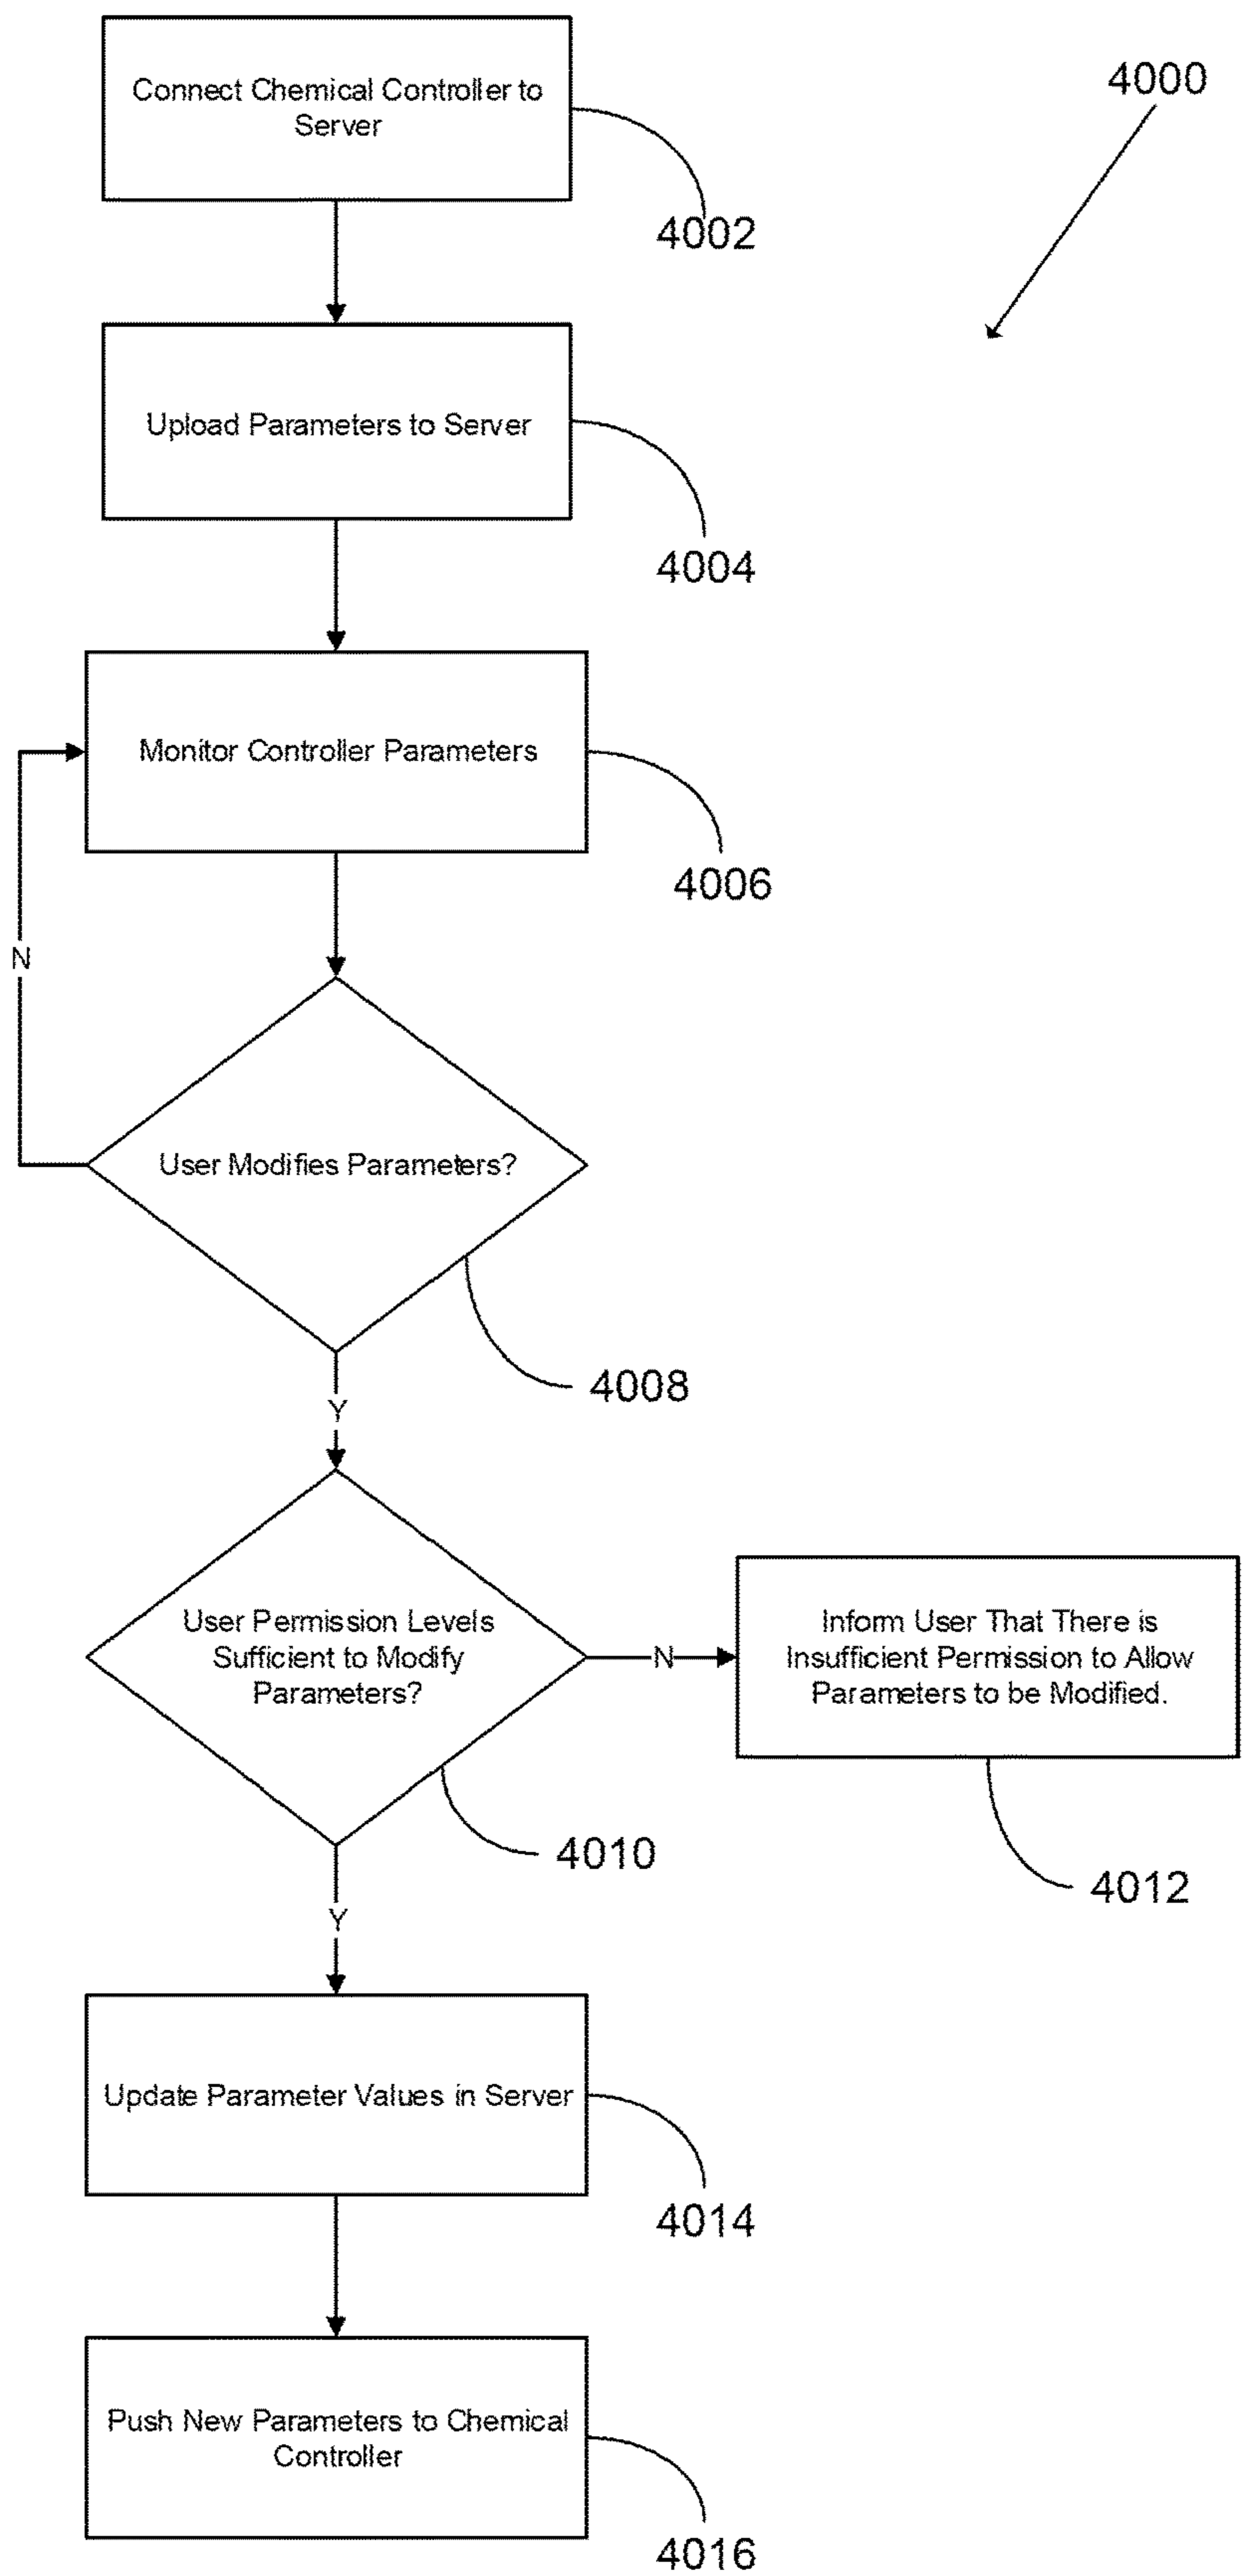 Connect Chemical Controller to
Server
4000
4002
Upload Parameters to Server
4004
Monitor Controller Parameters
4006
N
User Modifies Parameters?
4008
Y
User Permission Levels
Sufficient to Modify
Parameters?
N
Inform User That There is
Insufficient Permission to Allow
Parameters to be Modified.
4010
4012
Y
Update Parameter Values in Server
4014
Push New Parameters to Chemical
Controller
4016